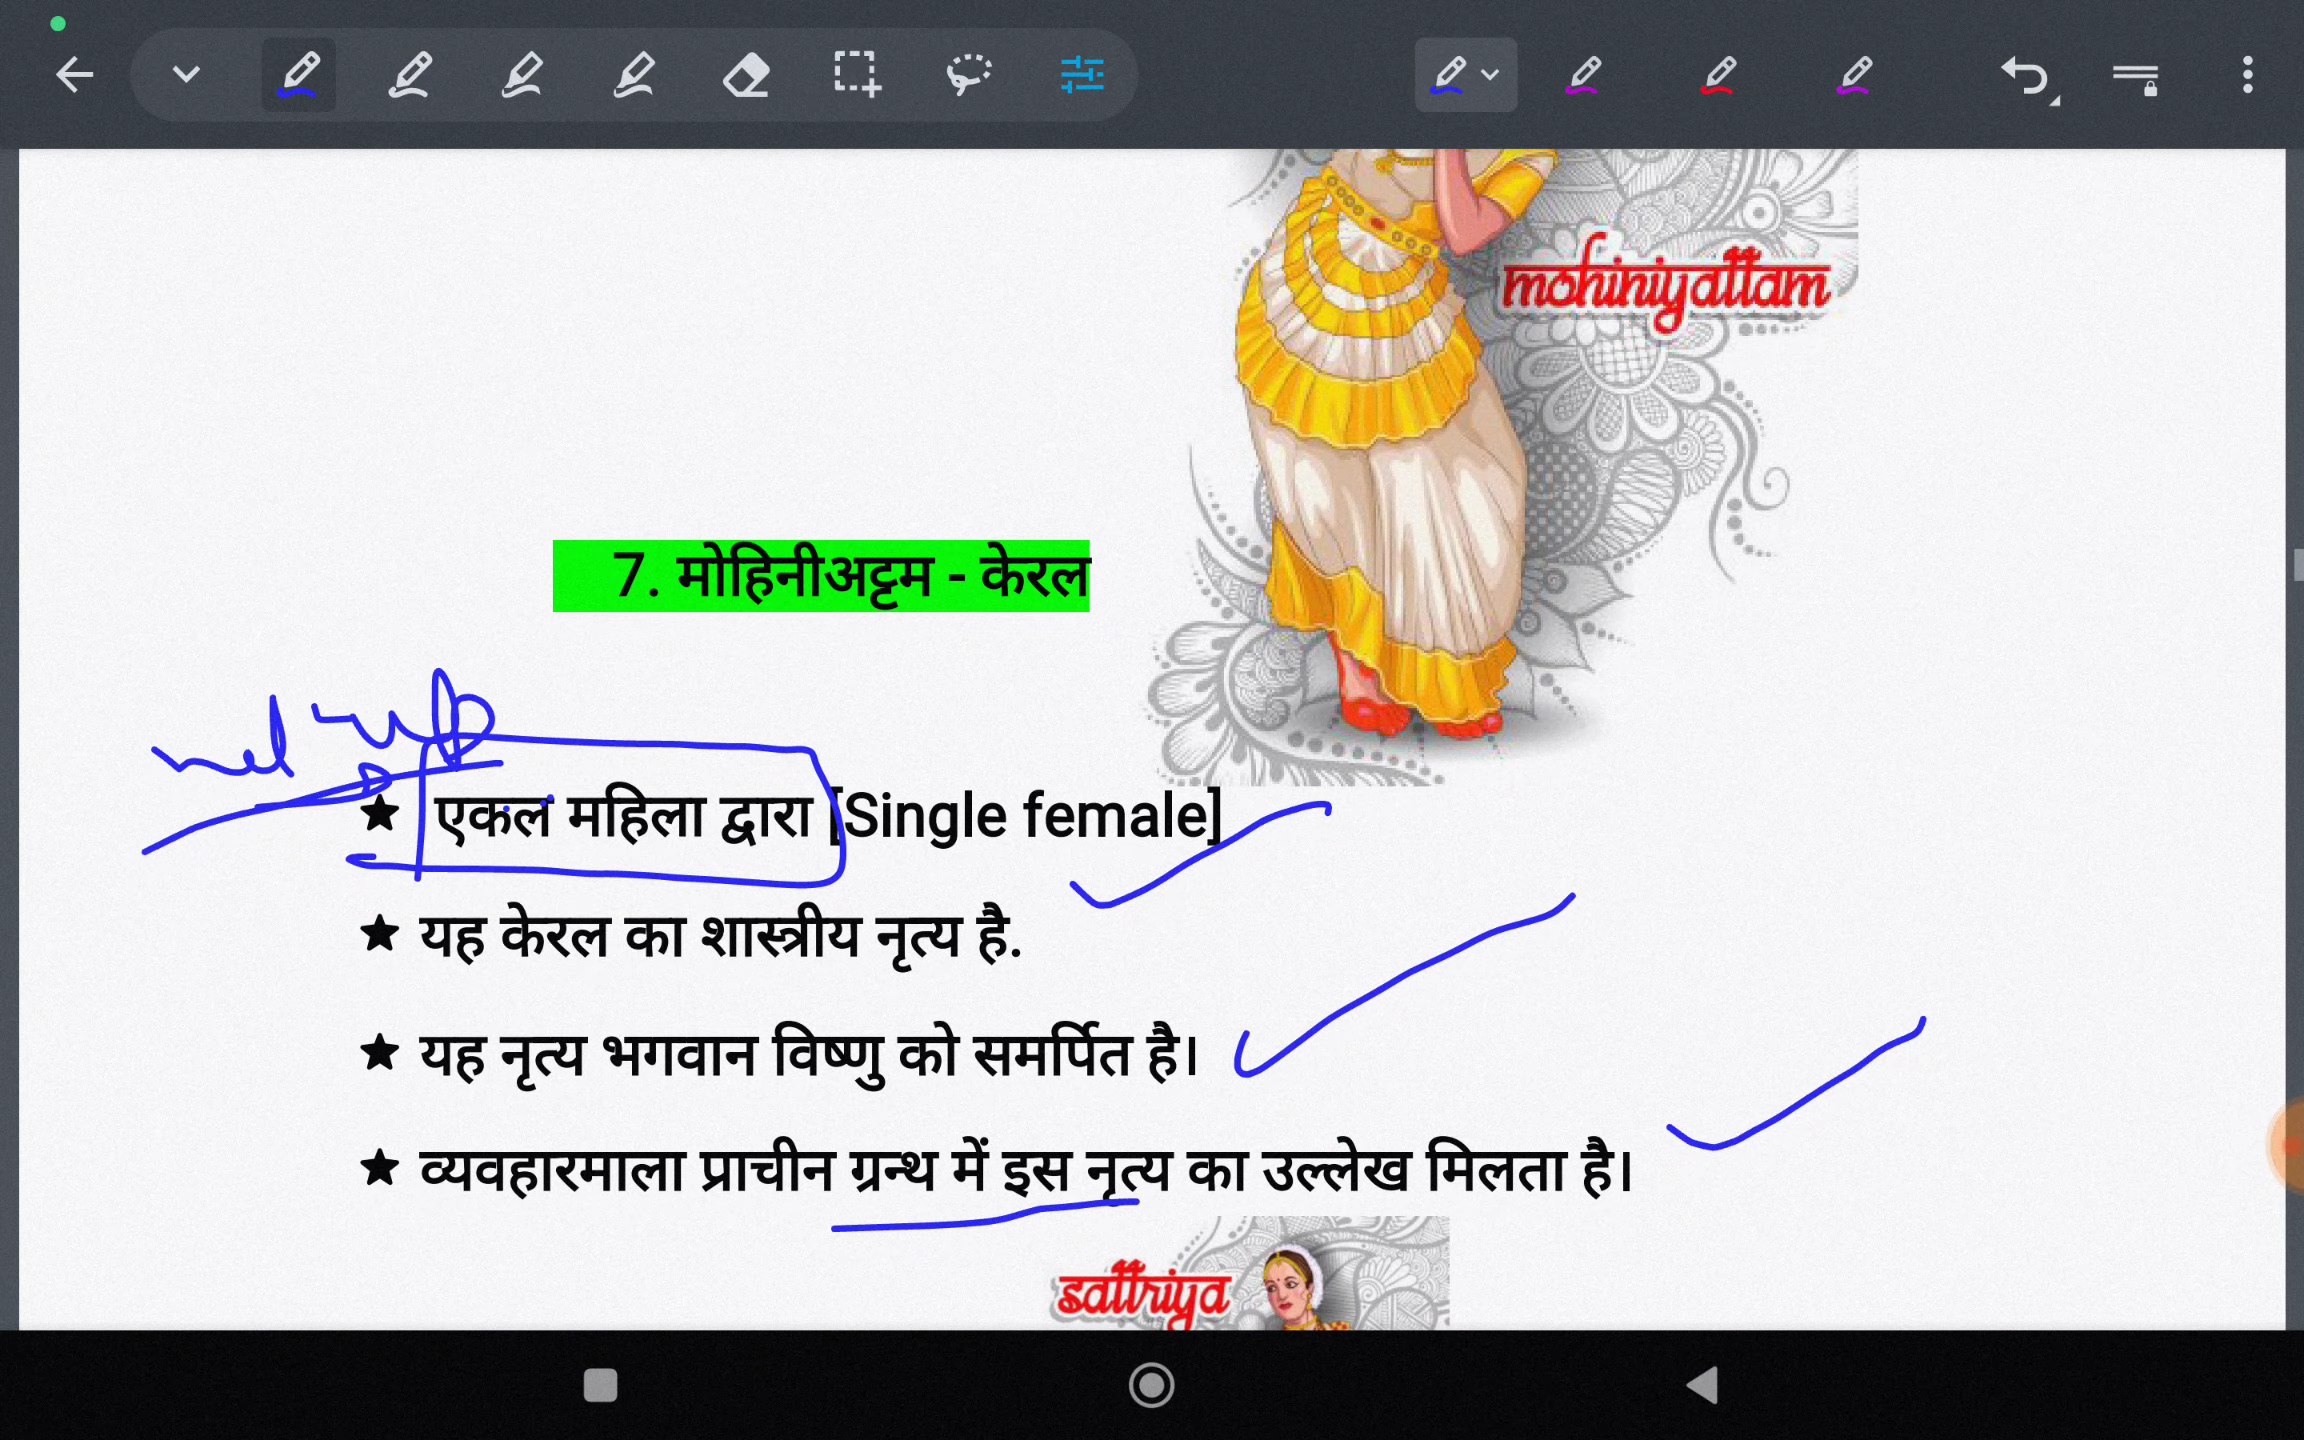 mohiniyattam
7. मोहिनीअट्टम - केरल
★ एकल महिला द्वारा [Single female]
★ यह केरल का शास्त्रीय नृत्य है.
★ यह नृत्य भगवान विष्णु को समर्पित है।
★ व्यवहारमाला प्राचीन ग्रन्थ में इस नृत्य का उल्लेख मिलता है।
sattriya